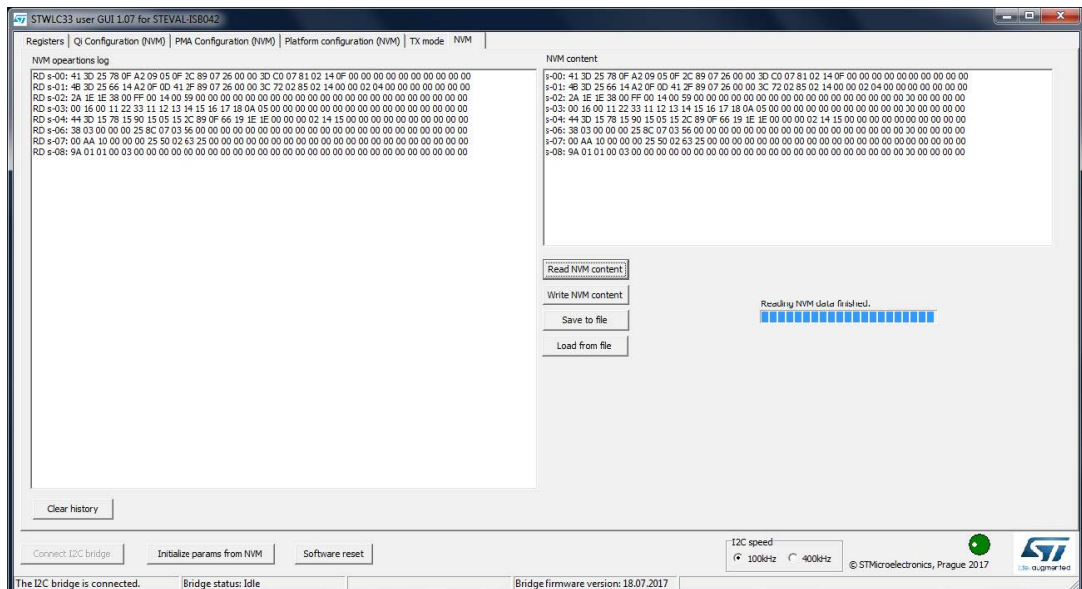 STWLC33 user GUI 1.07 for STEVAL-ISB042
Registers Qi Configuration (NVM) PMA Configuration (NVM) Platform configuration (NVM) TX mode NVM
NVM opeartions log
RD s-00: 41 3D 25 78 0F A2 09 05 0F 2C 89 07 26 00 00 3D C0 07 81 02 14 0F 00 00 00 00 00 00 00 00 00 00
RD s-01: 4B 3D 25 66 14 A2 0F 0D 41 2F 89 07 26 00 00 3C 72 02 85 02 14 00 00 02 04 00 00 00 00 00 00 00
RD s-02: 2A 1E 1E 38 00 FF 00 14 00 59 00 00 00 00 00 00 00 00 00 00 00 00 00 00 00 00 00 00 00 00 00 00
RD s-03: 00 16 00 11 22 33 11 12 13 14 15 16 17 18 0A 05 00 00 00 00 00 00 00 00 00 00 00 00 00 00 00 00
RD s-04: 44 3D 15 78 15 90 15 05 15 2C 89 0F 66 19 1E 1E 00 00 00 02 14 15 00 00 00 00 00 00 00 00 00 00
RD s-06: 38 03 00 00 00 25 8C 07 03 56 00 00 00 00 00 00 00 00 00 00 00 00 00 00 00 00 00 00 00 00 00 00
RD s-07: 00 AA 10 00 00 00 25 50 02 63 25 00 00 00 00 00 00 00 00 00 00 00 00 00 00 00 00 00 00 00 00 00
RD s-08: 9A 01 01 00 03 00 00 00 00 00 00 00 00 00 00 00 00 00 00 00 00 00 00 00 00 00 00 00 00 00 00 00
NVM content
s-00: 41 3D 25 78 0F A2 09 05 0F 2C 89 07 26 00 00 3D C0 07 81 02 14 0F 00 00 00 00 00 00 00 00 00 00
s-01: 4B 3D 25 66 14 A2 0F 0D 41 2F 89 07 26 00 00 3C 72 02 85 02 14 00 00 02 04 00 00 00 00 00 00 00
s-02: 2A 1E 1E 38 00 FF 00 14 00 59 00 00 00 00 00 00 00 00 00 00 00 00 00 00 00 00 00 00 00 00 00 00
s-03: 00 16 00 11 22 33 11 12 13 14 15 16 17 18 0A 05 00 00 00 00 00 00 00 00 00 00 00 00 00 00 00 00
s-04: 44 3D 15 78 15 90 15 05 15 2C 89 0F 66 19 1E 1E 00 00 00 02 14 15 00 00 00 00 00 00 00 00 00 00
s-06: 38 03 00 00 00 25 8C 07 03 56 00 00 00 00 00 00 00 00 00 00 00 00 00 00 00 00 00 00 00 00 00 00
s-07: 00 AA 10 00 00 00 25 50 02 63 25 00 00 00 00 00 00 00 00 00 00 00 00 00 00 00 00 00 00 00 00 00
s-08: 9A 01 01 00 03 00 00 00 00 00 00 00 00 00 00 00 00 00 00 00 00 00 00 00 00 00 00 00 00 00 00 00
Read NVM content
Write NVM content
Save to file
Load from file
Reading NVM data finished.
Clear history
Connect I2C bridge Initialize params from NVM Software reset
I2C speed
100kHz 400kHz
© STMicroelectronics, Prague 2017
ST
life.augmented
The I2C bridge is connected. Bridge status: Idle Bridge firmware version: 18.07.2017